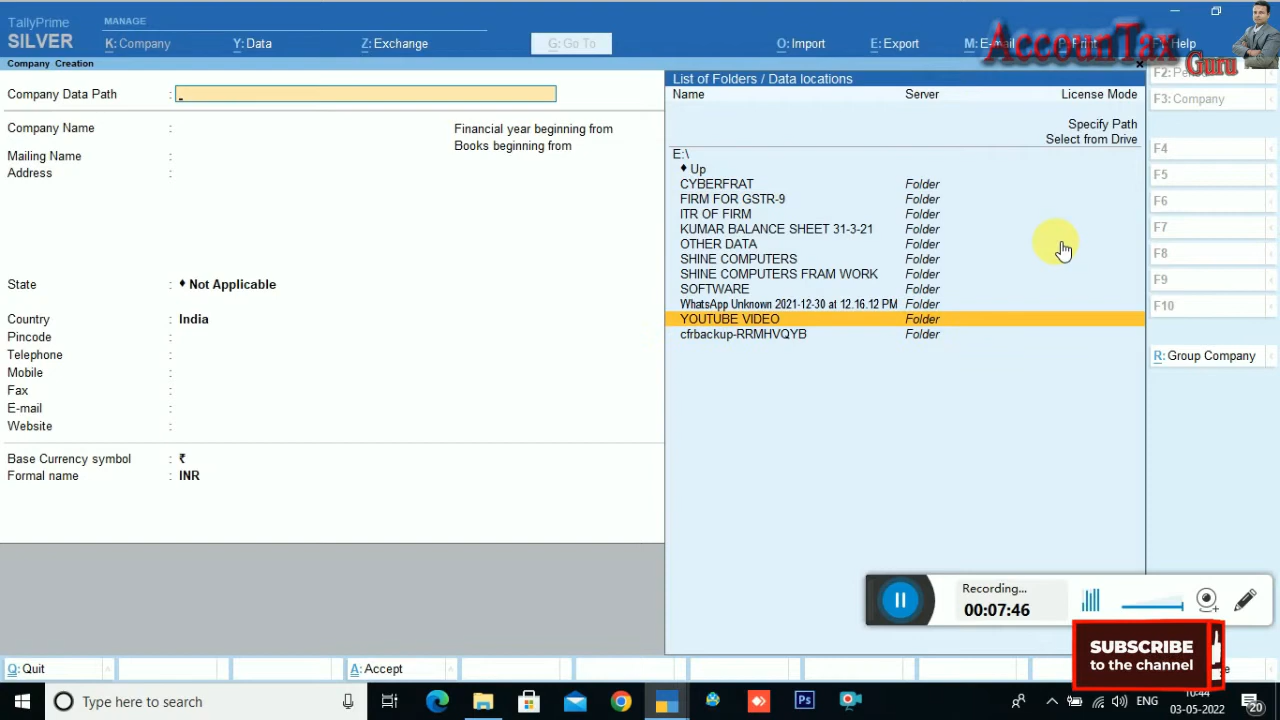 TallyPrime
MANAGE
SILVER
K: Company
Y: Data
Z: Exchange
G: Go To
O: Import
E: Export
M: E-mail
P: Print
Help
AccounTax
Guru
Company Creation
Company Data Path :
List of Folders / Data locations
Name Server License Mode
Specify Path
Select from Drive
E:\
♦ Up
CYBERFRAT Folder
FIRM FOR GSTR-9 Folder
ITR OF FIRM Folder
KUMAR BALANCE SHEET 31-3-21 Folder
OTHER DATA Folder
SHINE COMPUTERS Folder
SHINE COMPUTERS FRAM WORK Folder
SOFTWARE Folder
WhatsApp Unknown 2021-12-30 at 12.16.12 PM Folder
YOUTUBE VIDEO Folder
cfrbackup-RRMHVQYB Folder
Company Name :
Financial year beginning from
Books beginning from
Mailing Name :
Address :
State : ♦ Not Applicable
Country : India
Pincode :
Telephone :
Mobile :
Fax :
E-mail :
Website :
Base Currency symbol : ₹
Formal name : INR
F3: Company
F4
F5
F6
F7
F8
F9
F10
R: Group Company
Recording...
00:07:46
SUBSCRIBE
to the channel
Q: Quit
A: Accept
Type here to search
Ps
ENG
10:44
03-05-2022
20